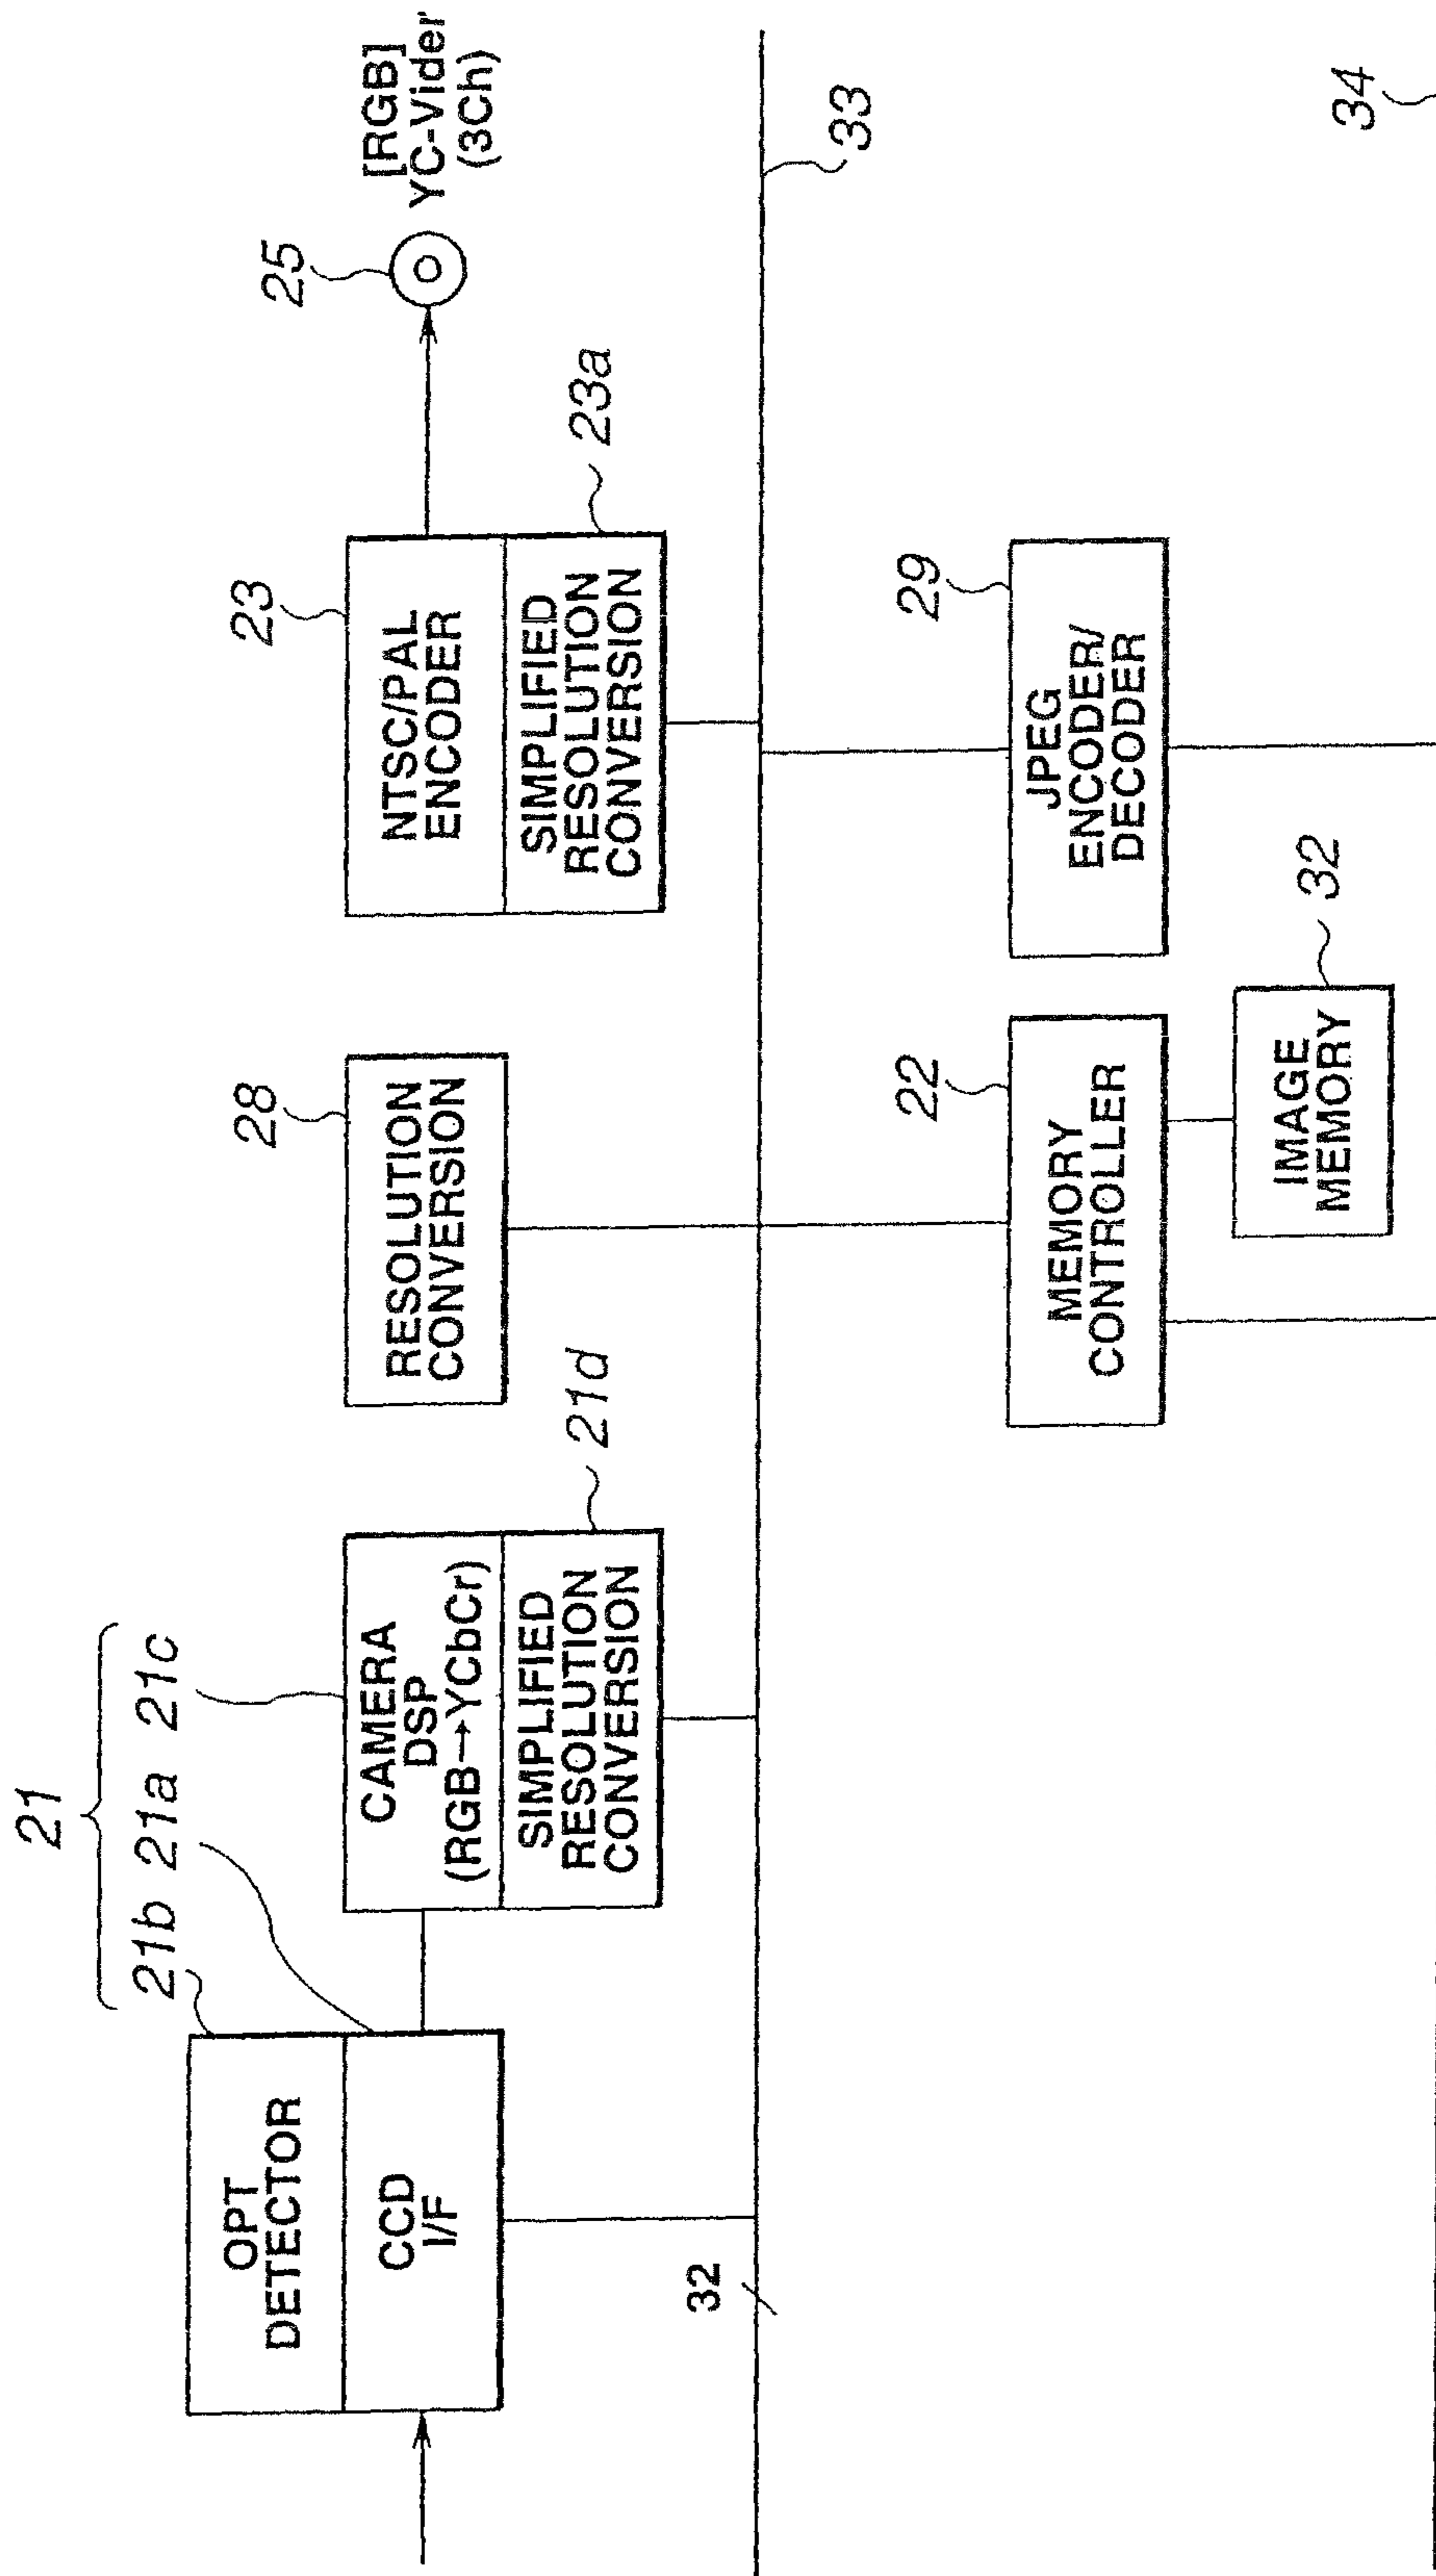 21
21b 21a 21c
OPT
DETECTOR
CCD
I/F
CAMERA
DSP
(RGB→YCbCr)
SIMPLIFIED
RESOLUTION
CONVERSION
21d
28
RESOLUTION
CONVERSION
23
NTSC/PAL
ENCODER
SIMPLIFIED
RESOLUTION
CONVERSION
23a
25
[RGB]
YC-Vider
(3Ch)
32
33
22
MEMORY
CONTROLLER
29
JPEG
ENCODER/
DECODER
IMAGE
MEMORY
32
34